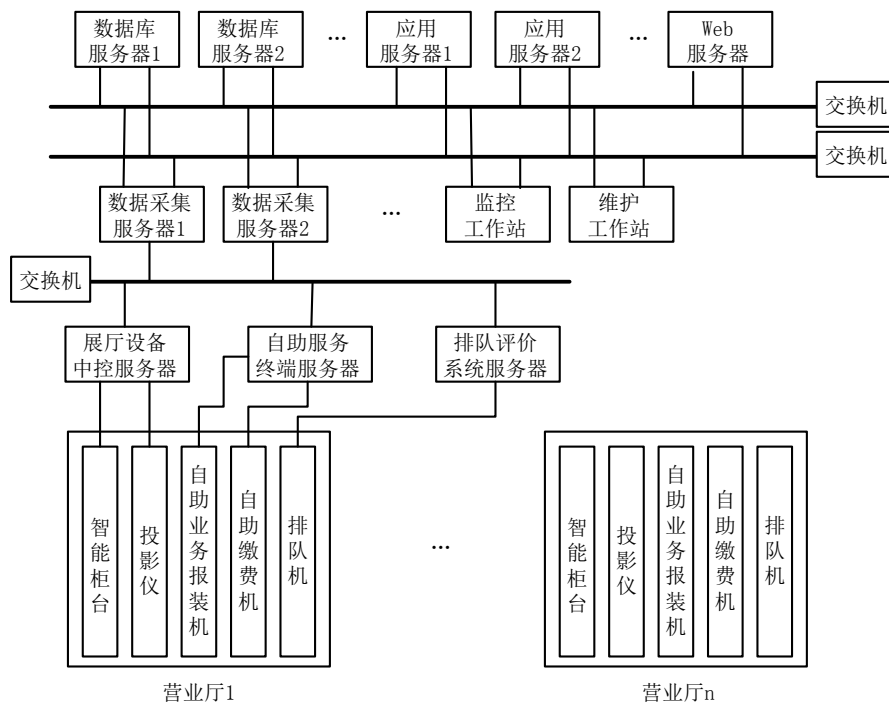 数据库
服务器1
数据库
服务器2
...
应用
服务器1
应用
服务器2
...
Web
服务器
交换机
交换机
数据采集
服务器1
数据采集
服务器2
...
监控
工作站
维护
工作站
交换机
展厅设备
中控服务器
自助服务
终端服务器
排队评价
系统服务器
智能柜台
投影仪
自助业务报装机
自助缴费机
排队机
...
智能柜台
投影仪
自助业务报装机
自助缴费机
排队机
营业厅1
营业厅n